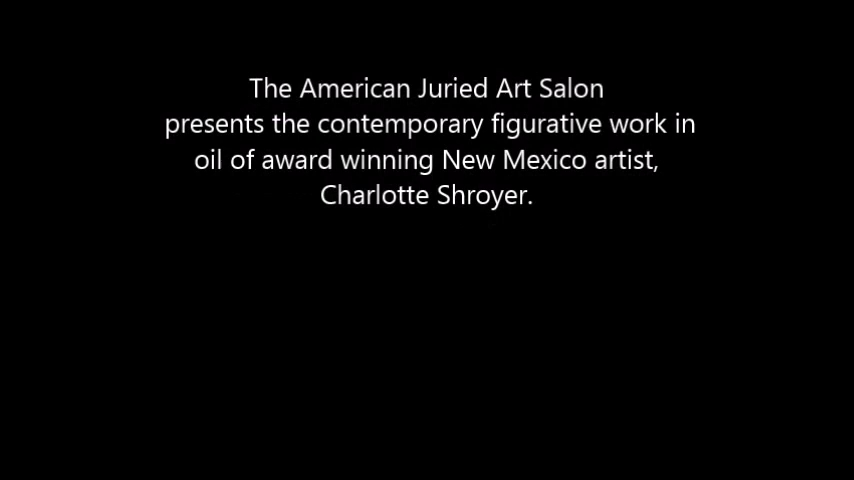 The American Juried Art Salon
presents the contemporary figurative work in
oil of award winning New Mexico artist,
Charlotte Shroyer.